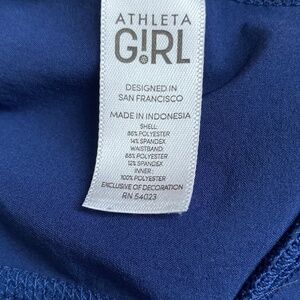 ATHLETA
G!RL
DESIGNED IN
SAN FRANCISCO
MADE IN INDONESIA
SHELL:
86% POLYESTER
14% SPANDEX
WAISTBAND:
88% POLYESTER
12% SPANDEX
INNER:
100% POLYESTER
EXCLUSIVE OF DECORATION
RN 54023